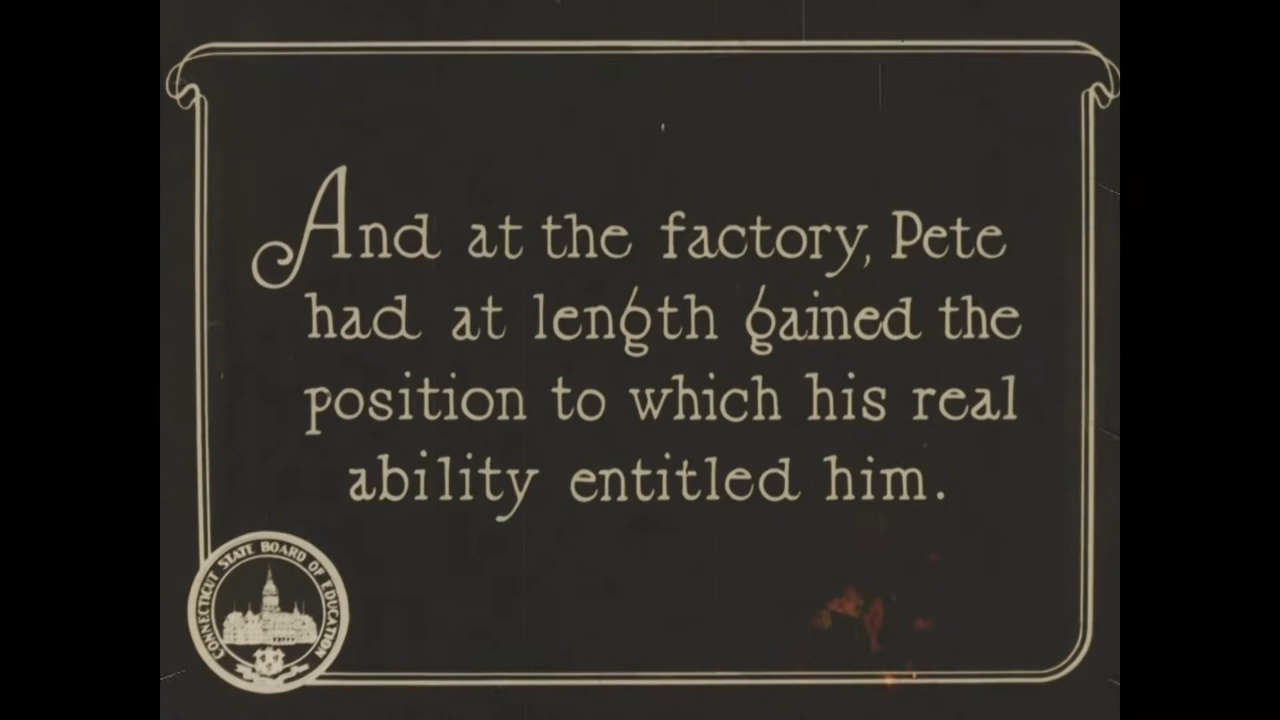 And at the factory, Pete
had at length gained the
position to which his real
ability entitled him.
CONNECTICUT STATE BOARD OF EDUCATION